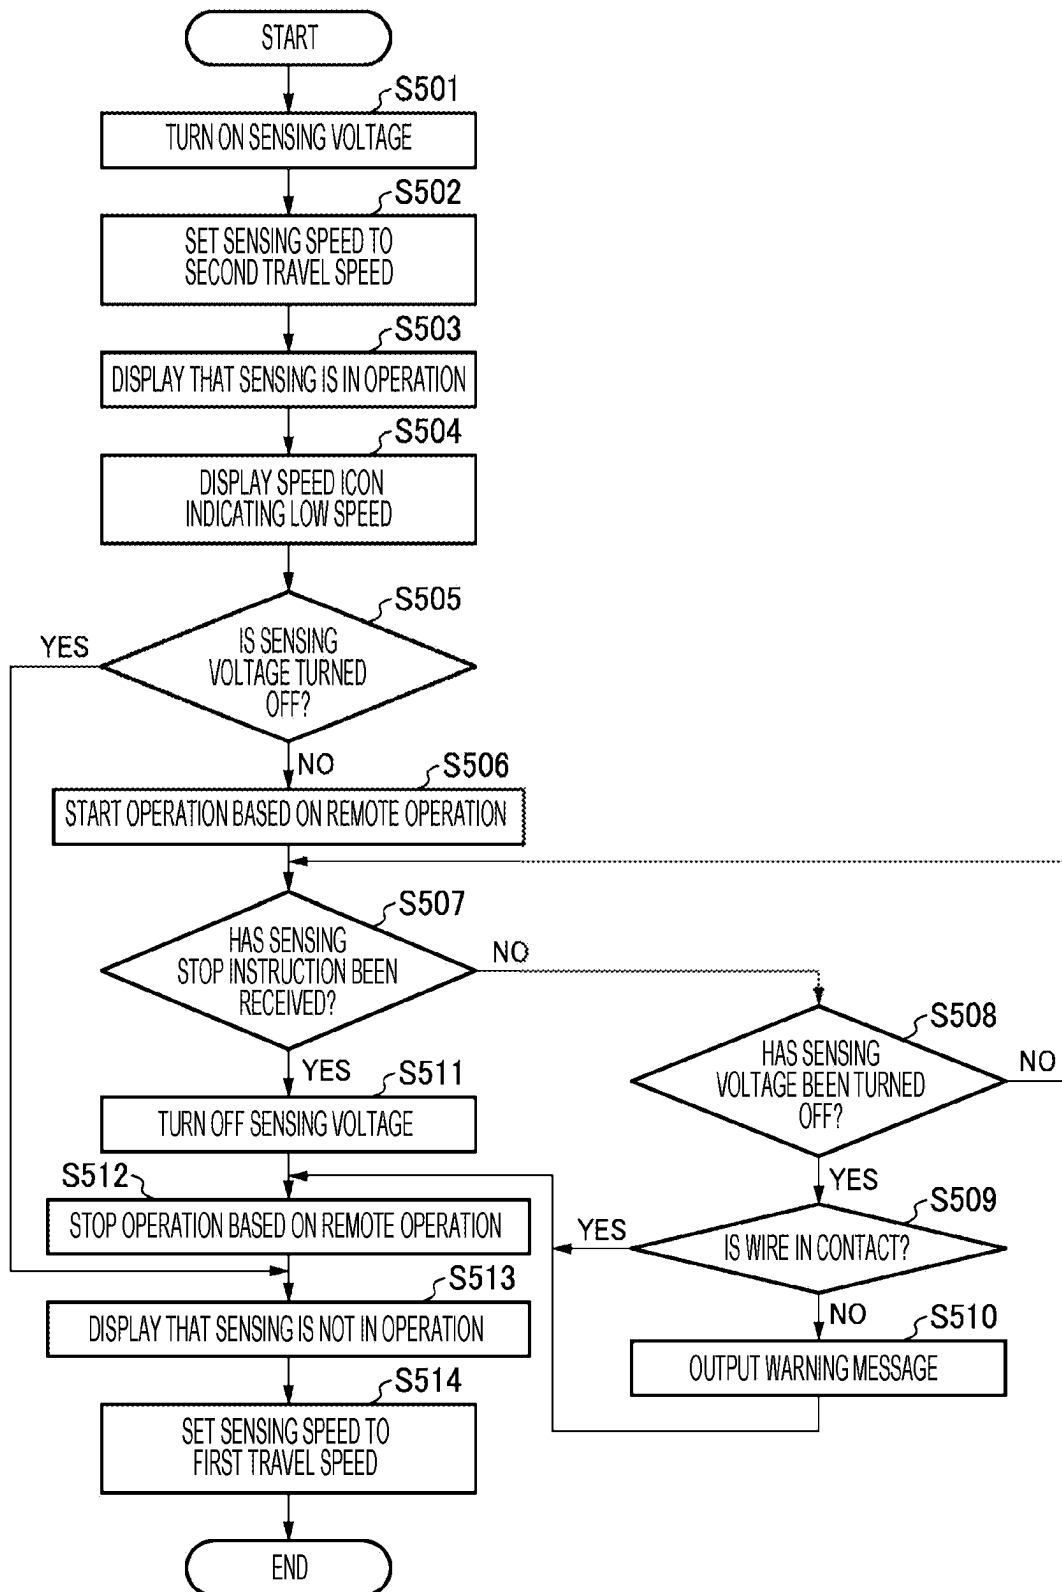 START
S501
TURN ON SENSING VOLTAGE
S502
SET SENSING SPEED TO
SECOND TRAVEL SPEED
S503
DISPLAY THAT SENSING IS IN OPERATION
S504
DISPLAY SPEED ICON
INDICATING LOW SPEED
S505
YES
IS SENSING
VOLTAGE TURNED
OFF?
NO
S506
START OPERATION BASED ON REMOTE OPERATION
S507
HAS SENSING
STOP INSTRUCTION BEEN
RECEIVED?
NO
S508
HAS SENSING
VOLTAGE BEEN TURNED
OFF?
NO
YES
YES
S511
TURN OFF SENSING VOLTAGE
S512
STOP OPERATION BASED ON REMOTE OPERATION
S509
YES
IS WIRE IN CONTACT?
NO
S510
OUTPUT WARNING MESSAGE
S513
DISPLAY THAT SENSING IS NOT IN OPERATION
S514
SET SENSING SPEED TO
FIRST TRAVEL SPEED
END